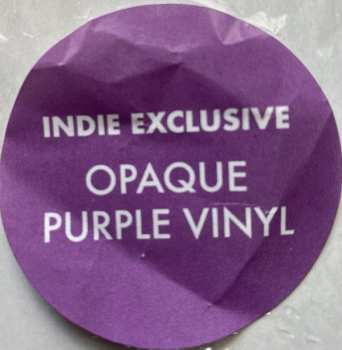 INDIE EXCLUSIVE
OPAQUE
PURPLE VINYL